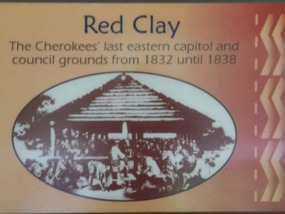 Red Clay
The Cherokees' last eastern capitol and
council grounds from 1832 until 1838